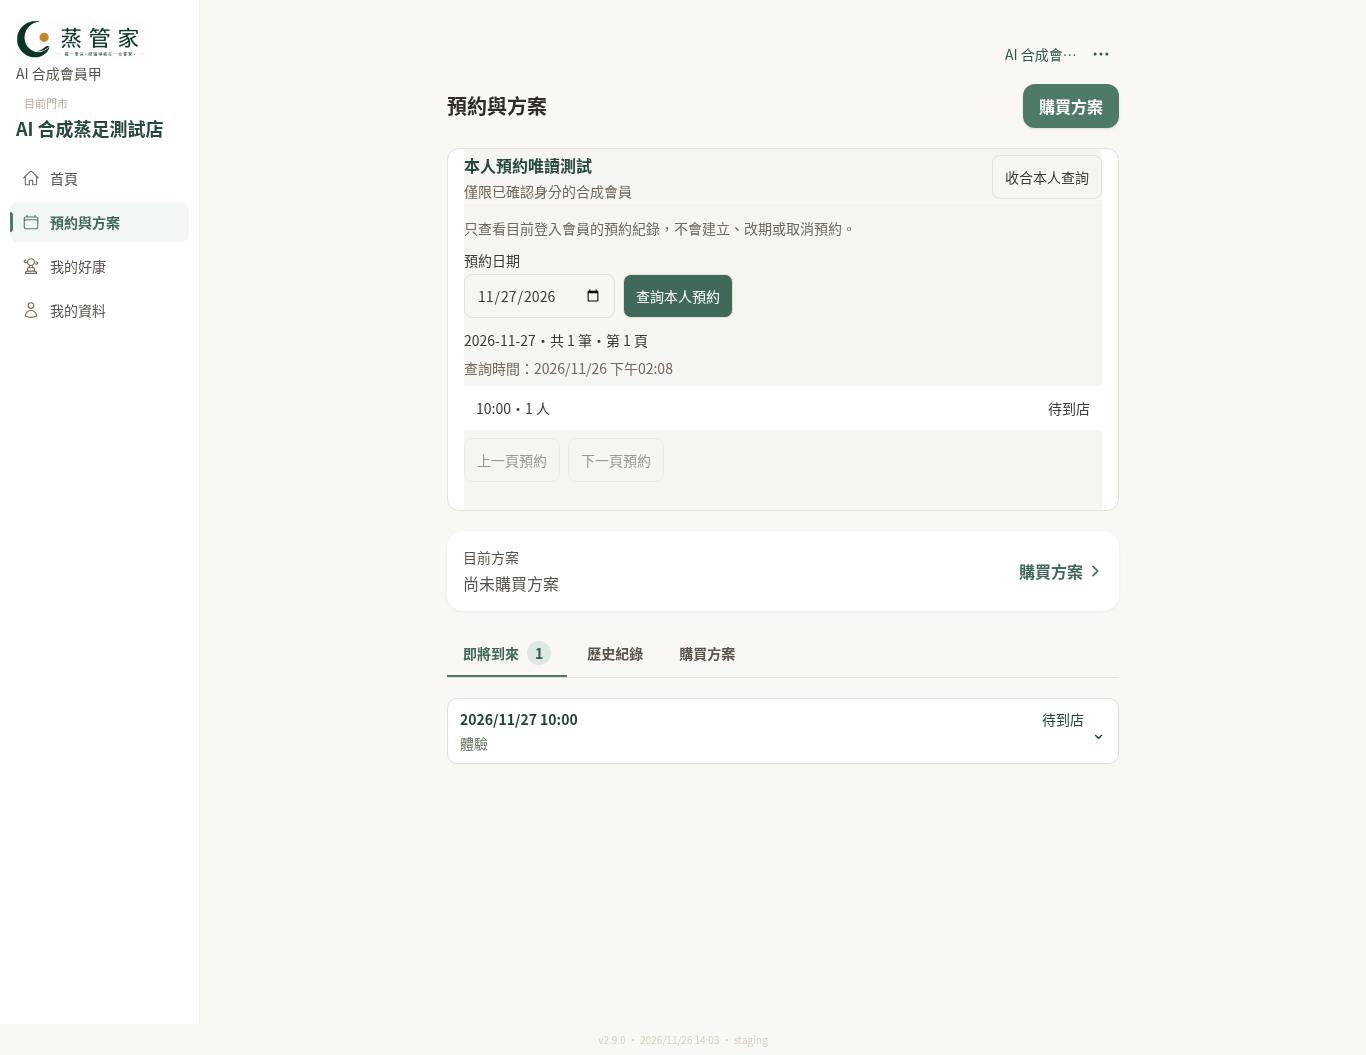 蒸管家
AI 合成會員甲
目前門市
AI 合成蒸足測試店
首頁
預約與方案
我的好康
我的資料
AI 合成會…
預約與方案
購買方案
本人預約唯讀測試
僅限已確認身分的合成會員
收合本人查詢
只查看目前登入會員的預約紀錄，不會建立、改期或取消預約。
預約日期
11/27/2026
查詢本人預約
2026-11-27・共 1 筆・第 1 頁
查詢時間：2026/11/26 下午02:08
10:00・1 人
待到店
上一頁預約
下一頁預約
目前方案
尚未購買方案
購買方案
即將到來 1
歷史紀錄
購買方案
2026/11/27 10:00
待到店
體驗
v2.9.0 ・ 2026/11/26 14:03 ・ staging